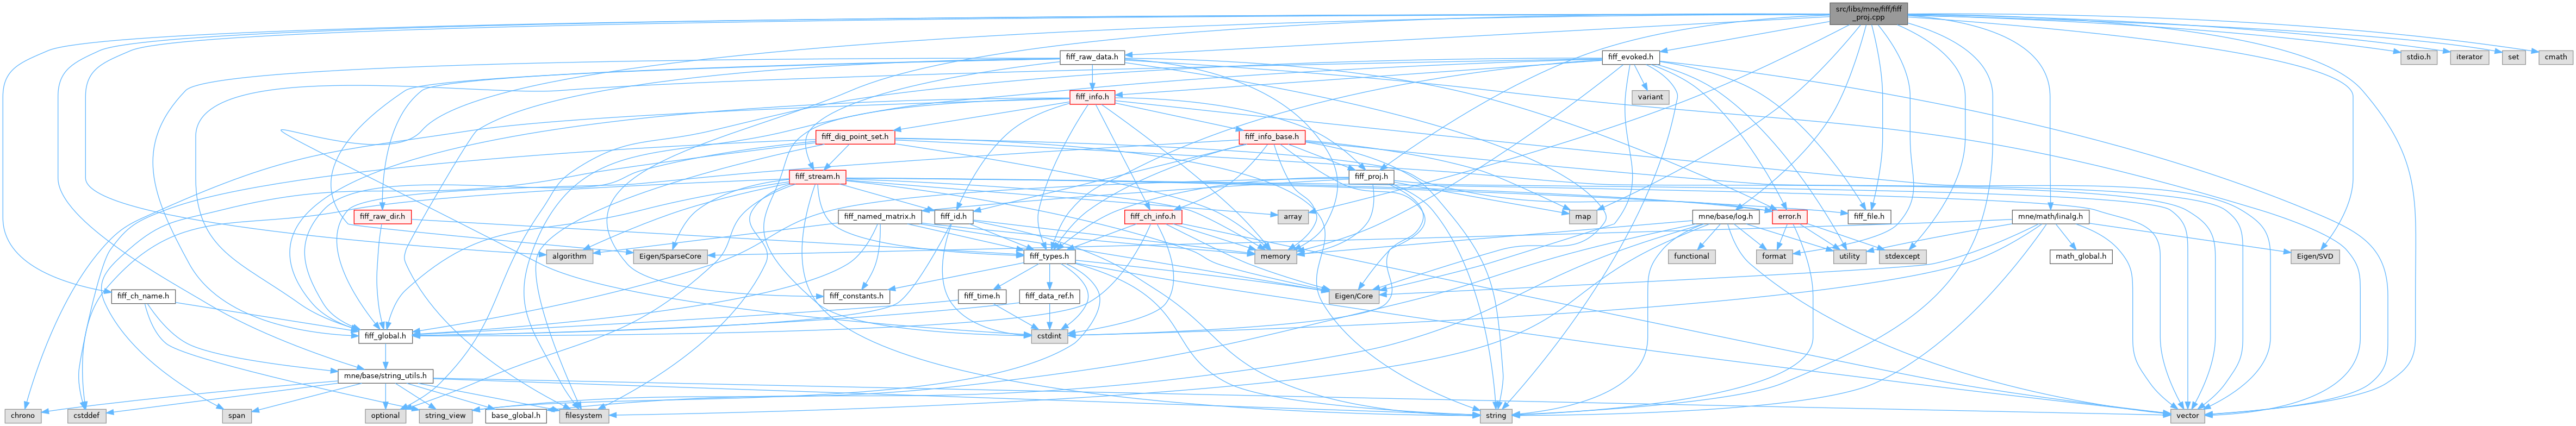 src/libs/mne/fiff/fiff
_proj.cpp
fiff_raw_data.h
fiff_evoked.h
stdio.h
iterator
set
cmath
fiff_info.h
variant
fiff_dig_point_set.h
fiff_info_base.h
fiff_stream.h
fiff_proj.h
fiff_raw_dir.h
fiff_named_matrix.h
fiff_id.h
fiff_ch_info.h
array
map
mne/base/log.h
error.h
fiff_file.h
mne/math/linalg.h
algorithm
Eigen/SparseCore
fiff_types.h
memory
functional
format
utility
stdexcept
math_global.h
Eigen/SVD
fiff_ch_name.h
fiff_constants.h
fiff_time.h
fiff_data_ref.h
Eigen/Core
fiff_global.h
cstdint
mne/base/string_utils.h
chrono
cstddef
span
optional
string_view
base_global.h
filesystem
string
vector